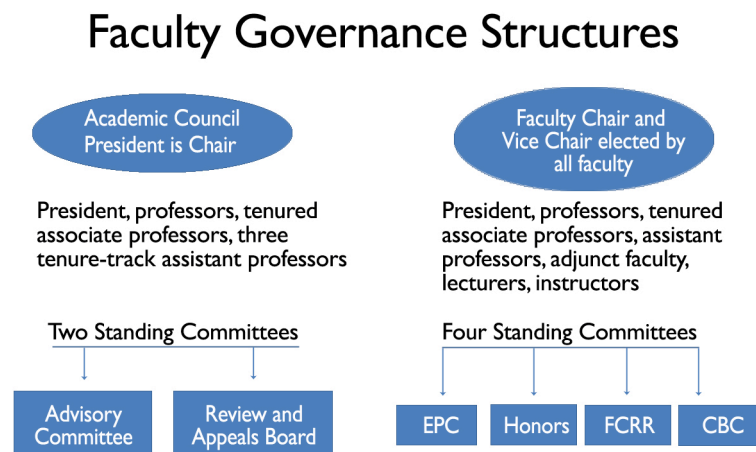 Faculty Governance Structures
Academic Council
President is Chair
President, professors, tenured
associate professors, three
tenure-track assistant professors
Two Standing Committees
Advisory
Committee
Review and
Appeals Board
Faculty Chair and
Vice Chair elected by
all faculty
President, professors, tenured
associate professors, assistant
professors, adjunct faculty,
lecturers, instructors
Four Standing Committees
EPC
Honors
FCRR
CBC